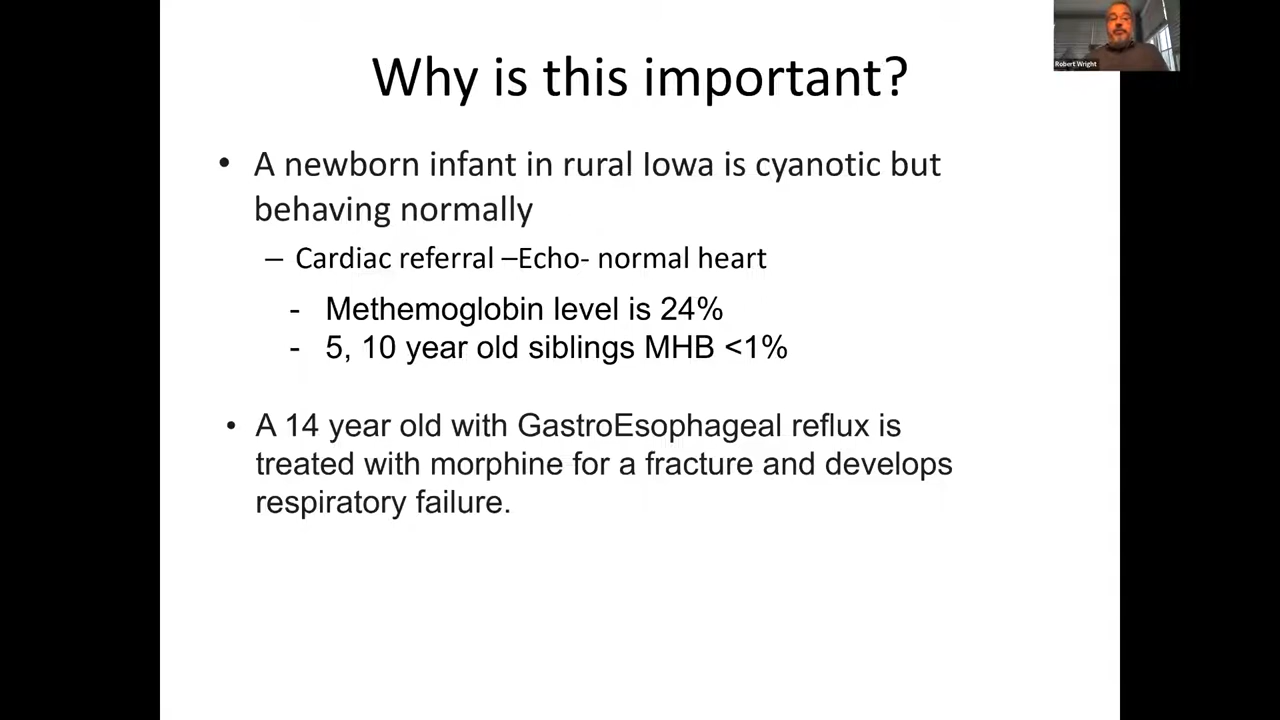 Why is this important?
Robert Wright
• A newborn infant in rural Iowa is cyanotic but
behaving normally
– Cardiac referral –Echo- normal heart
- Methemoglobin level is 24%
- 5, 10 year old siblings MHB <1%
• A 14 year old with GastroEsophageal reflux is
treated with morphine for a fracture and develops
respiratory failure.